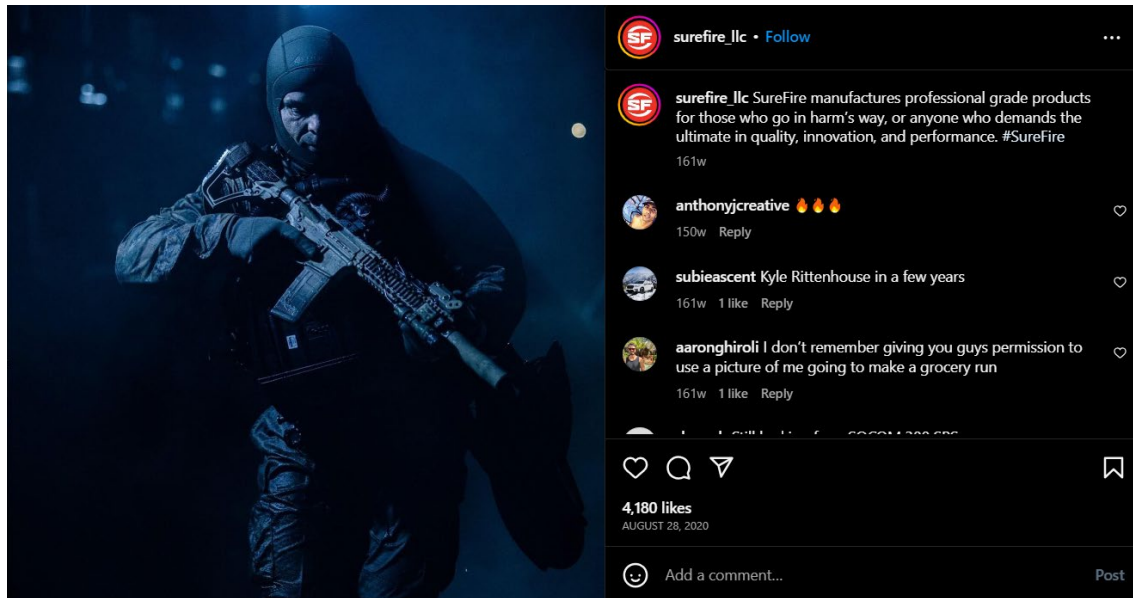 surefire_llc • Follow
SF
surefire_llc SureFire manufactures professional grade products
for those who go in harm’s way, or anyone who demands the
ultimate in quality, innovation, and performance. #SureFire
161w
SF
anthonyjcreative 🔥🔥🔥
150w Reply
subieascent Kyle Rittenhouse in a few years
161w 1 like Reply
aaronghiroli I don’t remember giving you guys permission to
use a picture of me going to make a grocery run
161w 1 like Reply
4,180 likes
AUGUST 28, 2020
Add a comment... Post